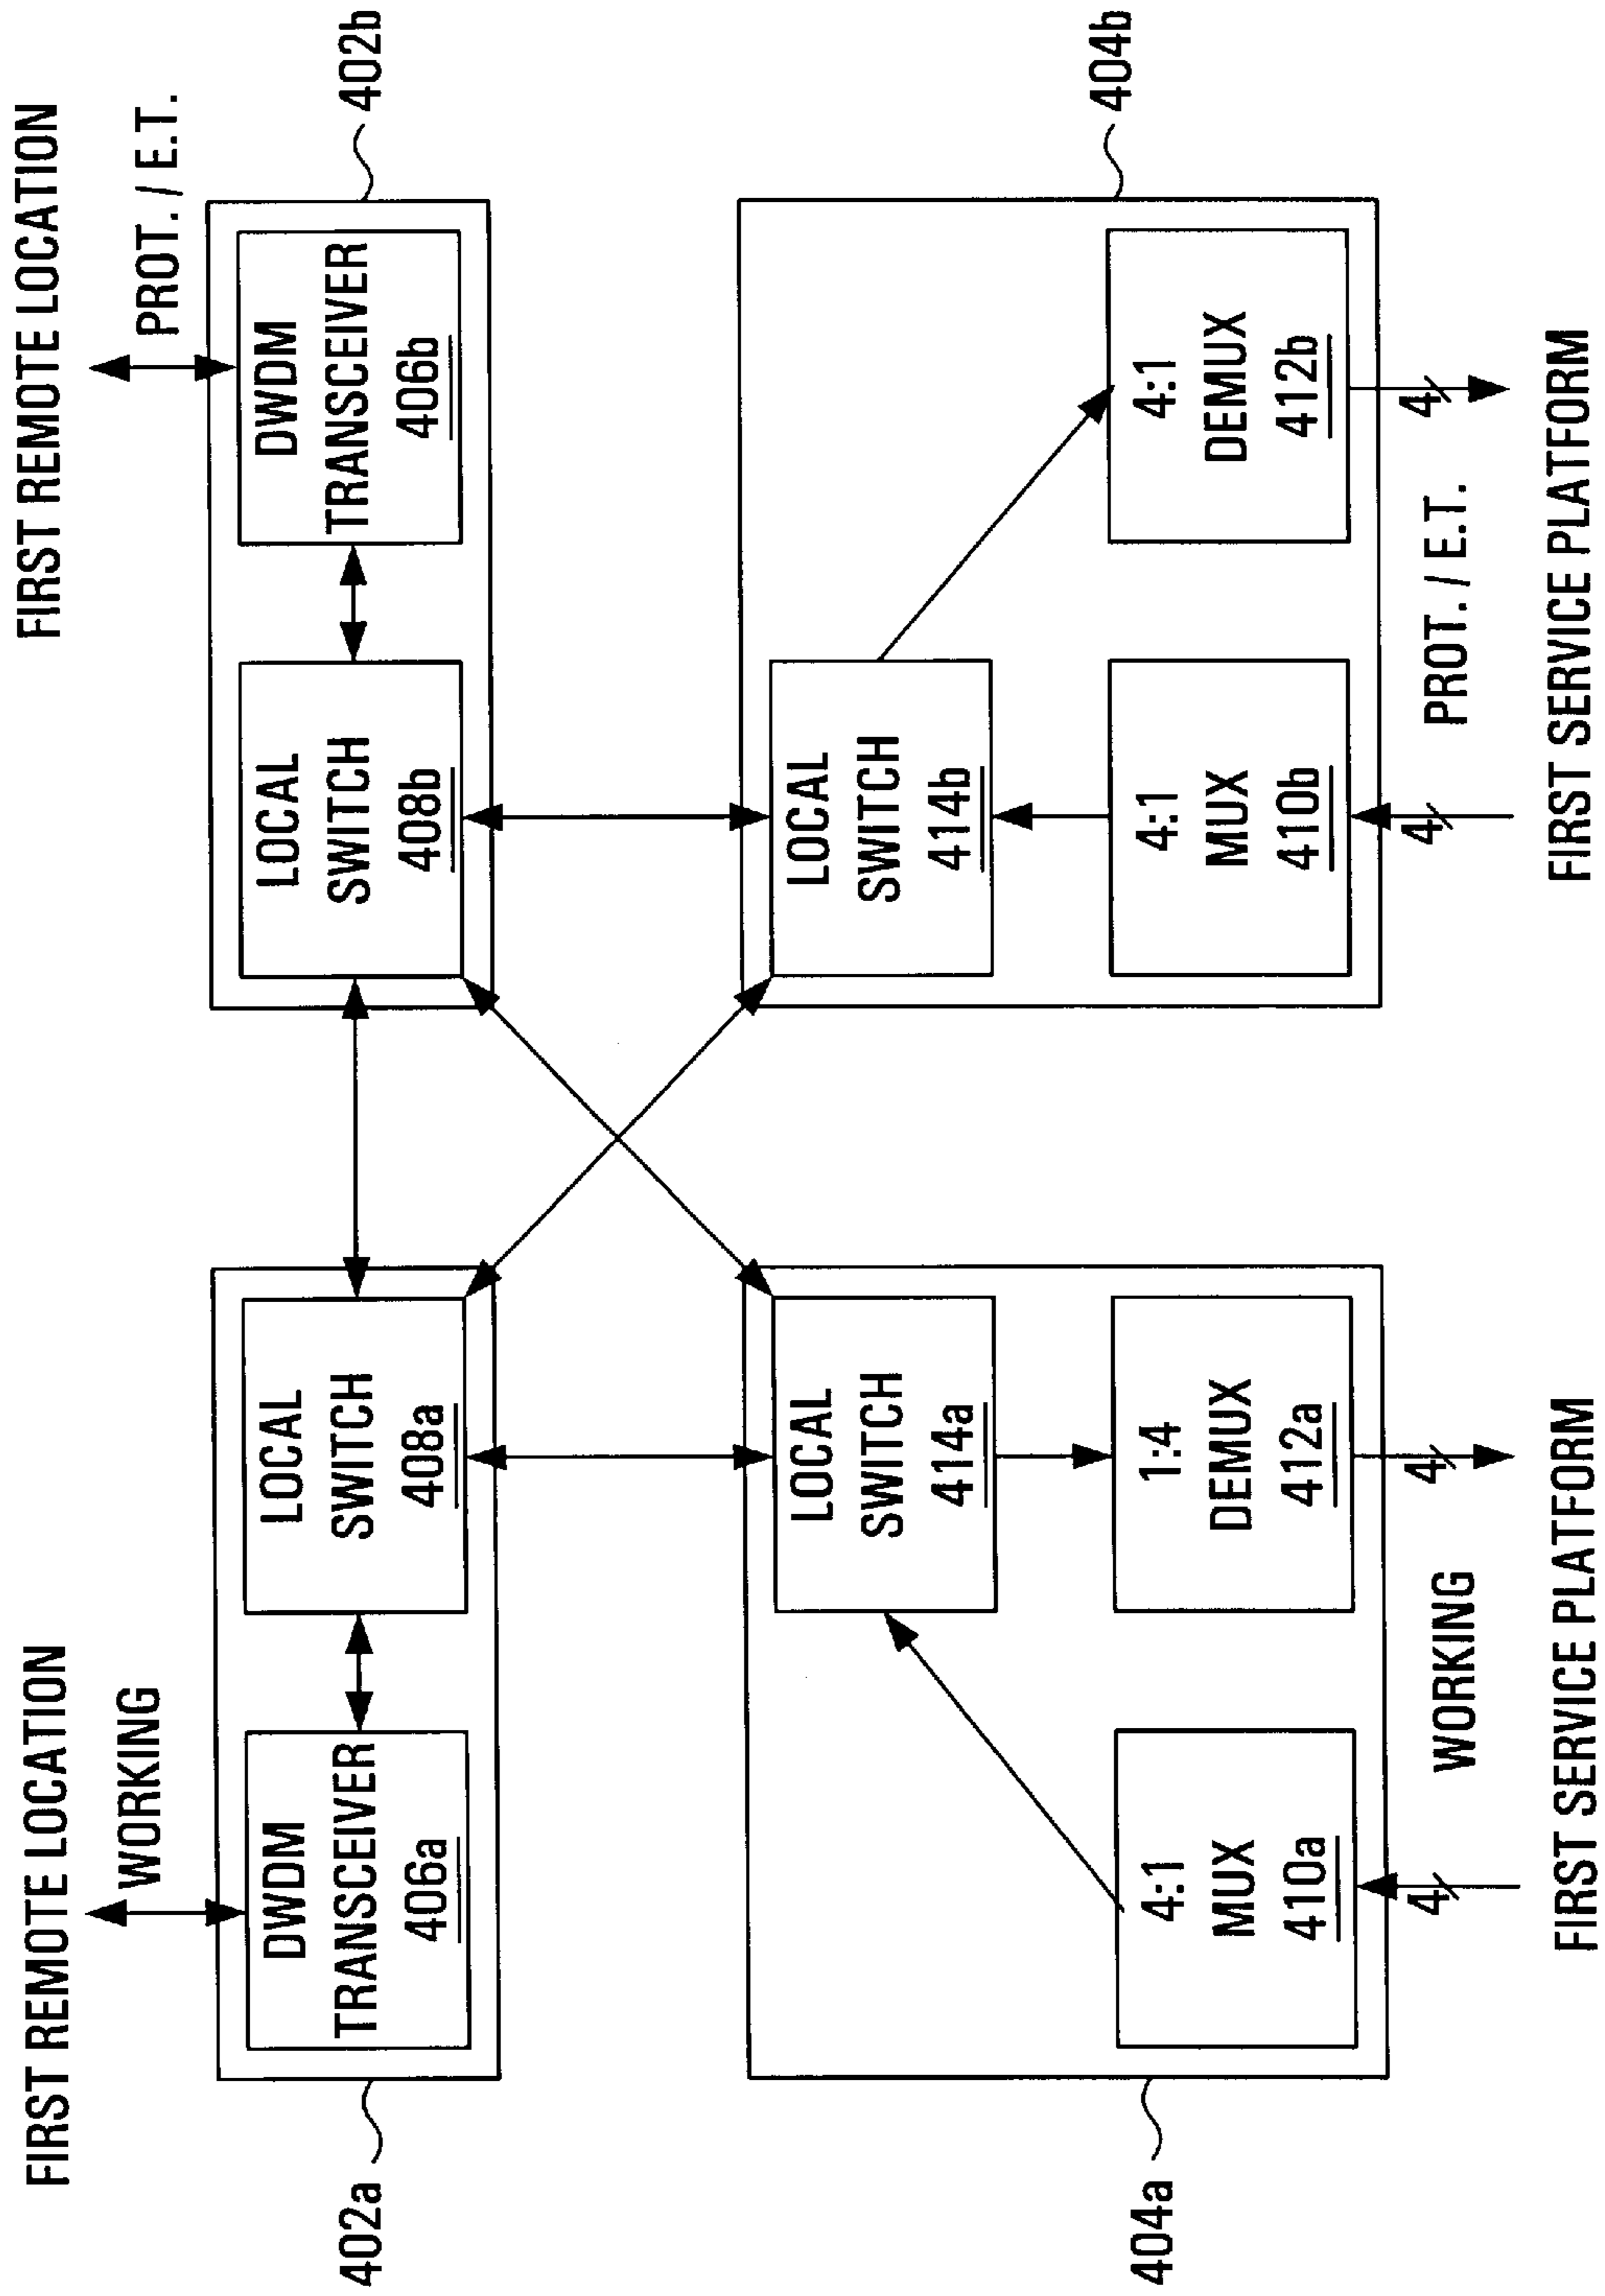 FIRST REMOTE LOCATION
WORKING
402a
DWDM
TRANSCEIVER
406a
LOCAL
SWITCH
408a
FIRST REMOTE LOCATION
PROT. / E.T.
402b
LOCAL
SWITCH
408b
DWDM
TRANSCEIVER
406b
404a
LOCAL
SWITCH
414a
4:1
MUX
410a
1:4
DEMUX
412a
4
4
WORKING
FIRST SERVICE PLATFORM
404b
LOCAL
SWITCH
414b
4:1
MUX
410b
4:1
DEMUX
412b
4
4
PROT. / E.T.
FIRST SERVICE PLATFORM